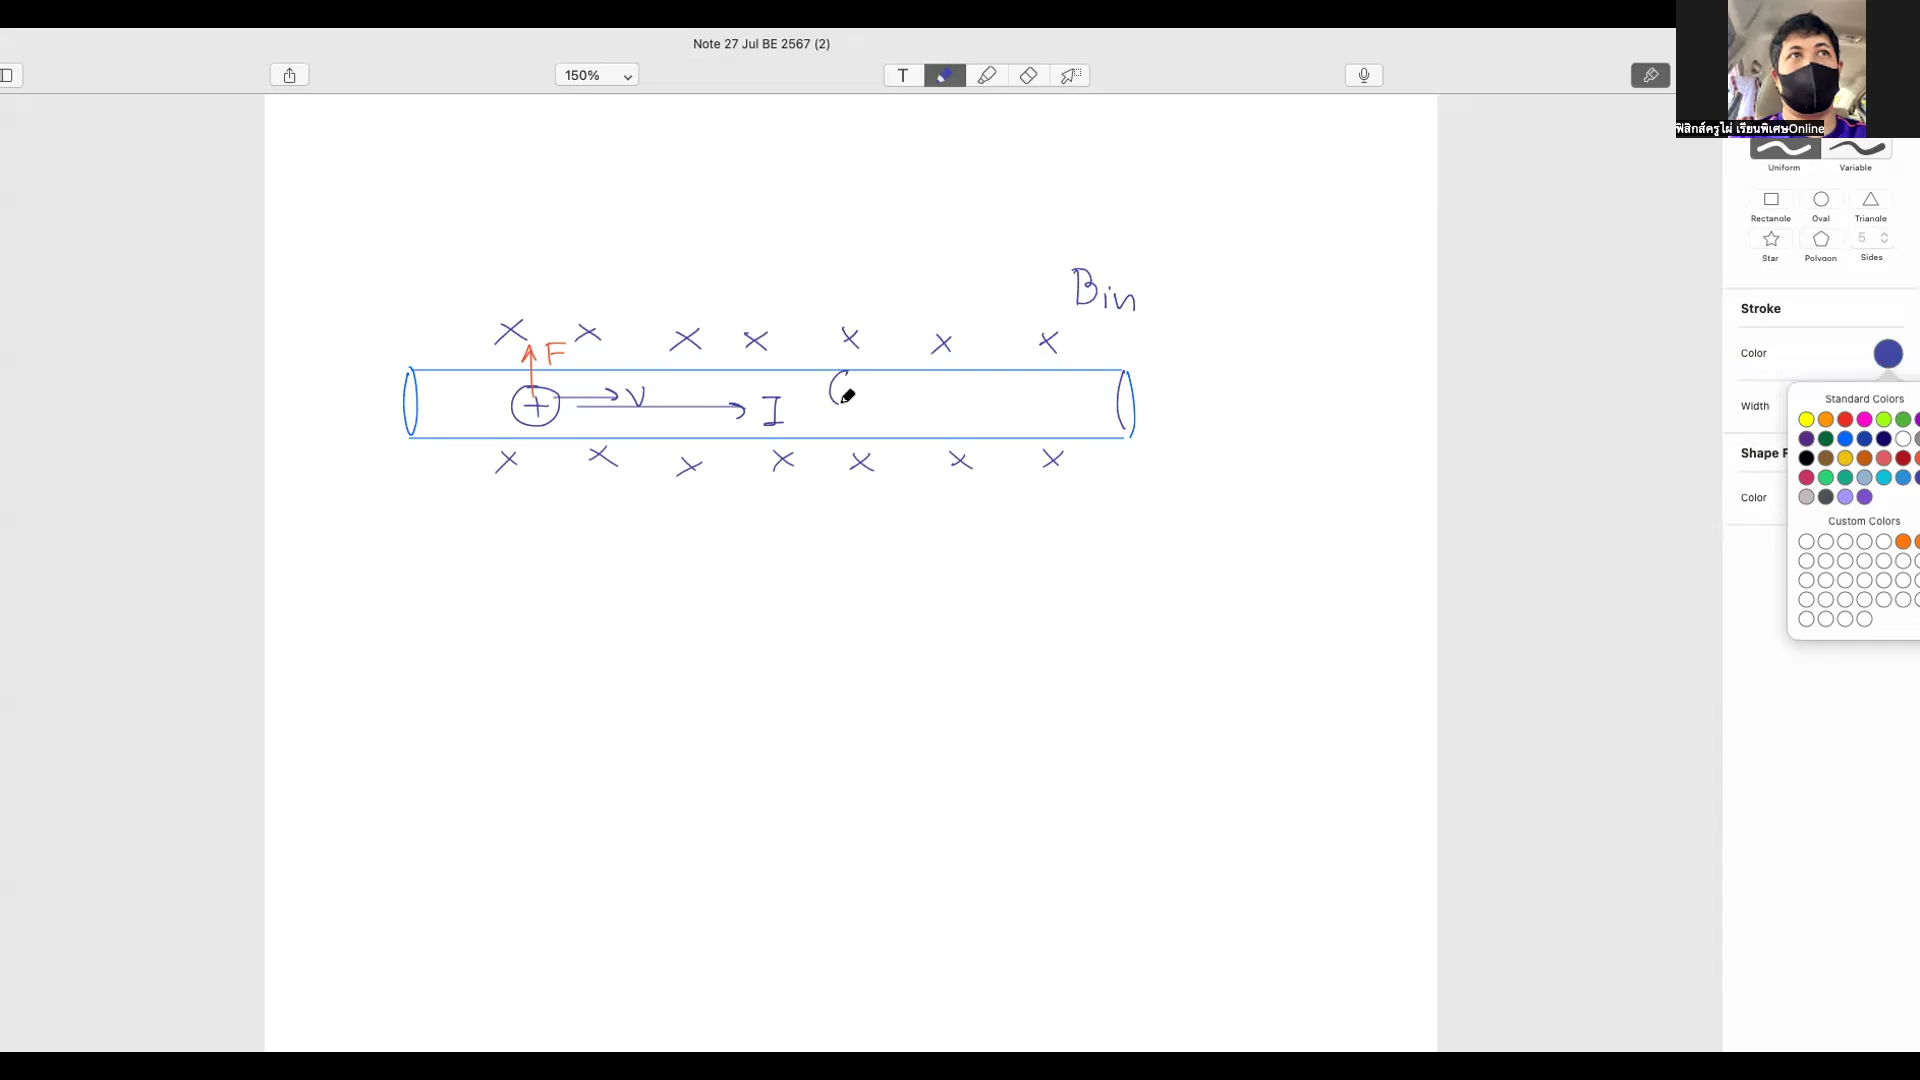 Note 27 Jul BE 2567 (2)
150%
T
ฟิสิกส์ครูไผ่ เรียนพิเศษOnline
Uniform
Variable
Rectangle
Oval
Triangle
5
Star
Polygon
Sides
Stroke
Color
Width
Shape F
Color
Standard Colors
Custom Colors
Bin
x x x x x x x
F
+ V
I
x x x x x x x